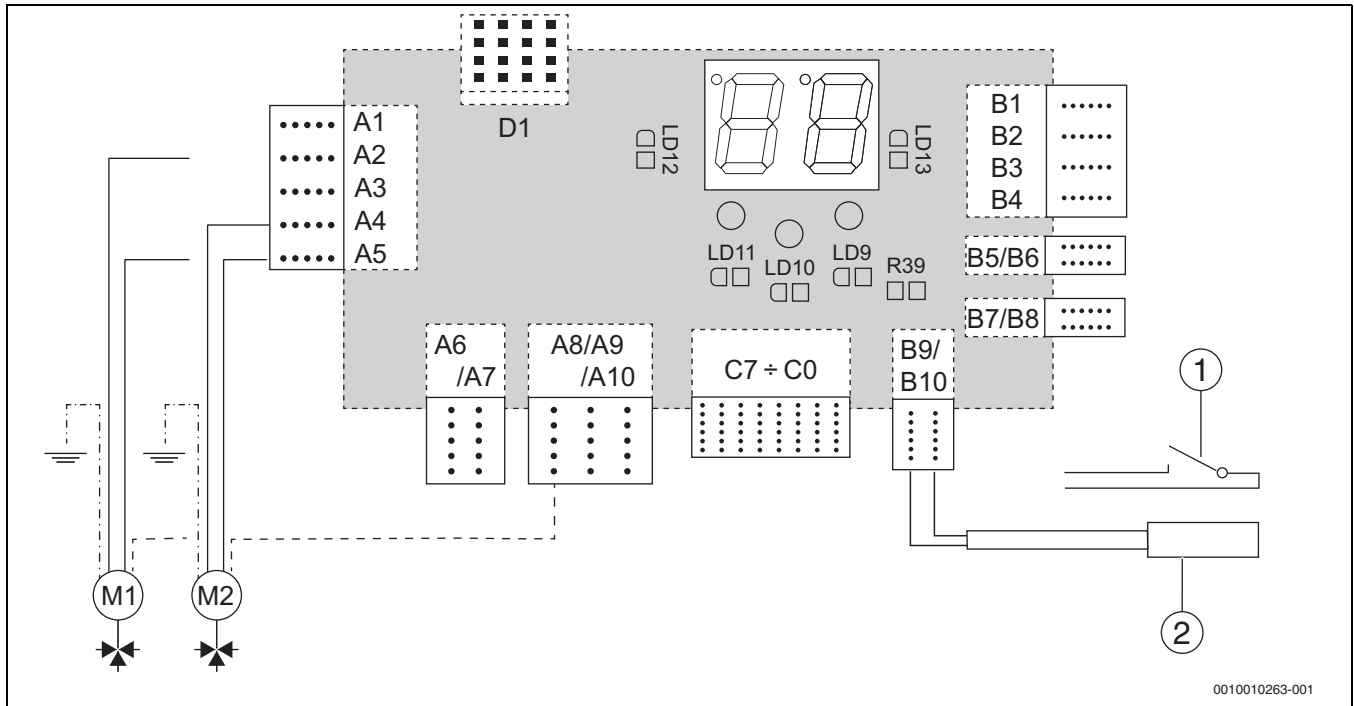 D1
A1
A2
A3
A4
A5
LD12
LD13
B1
B2
B3
B4
LD11
LD10
LD9
R39
B5/B6
B7/B8
A6
/A7
A8/A9
/A10
C7 ÷ C0
B9/
B10
1
M1
M2
2
0010010263-001